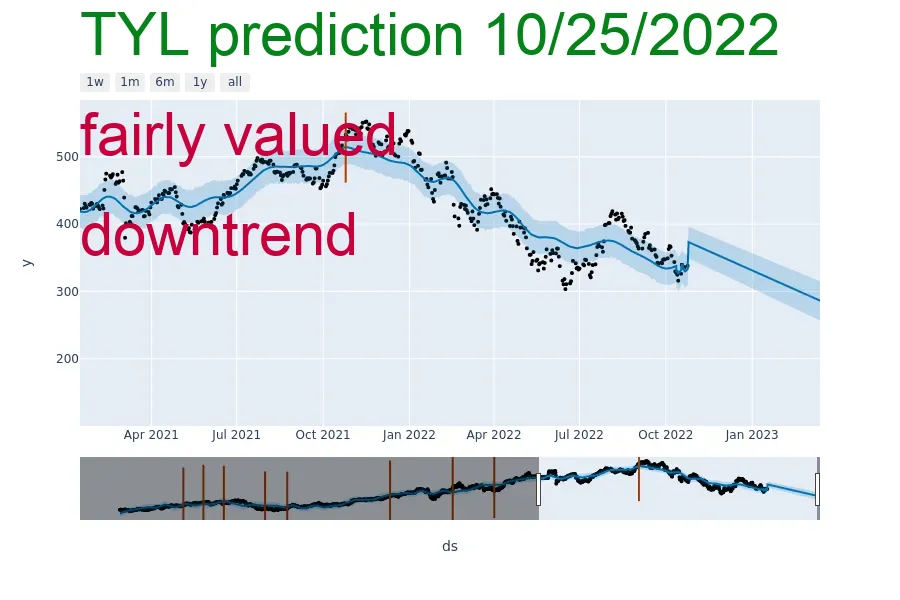 TYL prediction 10/25/2022
1w 1m 6m 1y all
fairly valued
500
400
downtrend
y
300
200
Apr 2021 Jul 2021 Oct 2021 Jan 2022 Apr 2022 Jul 2022 Oct 2022 Jan 2023
ds